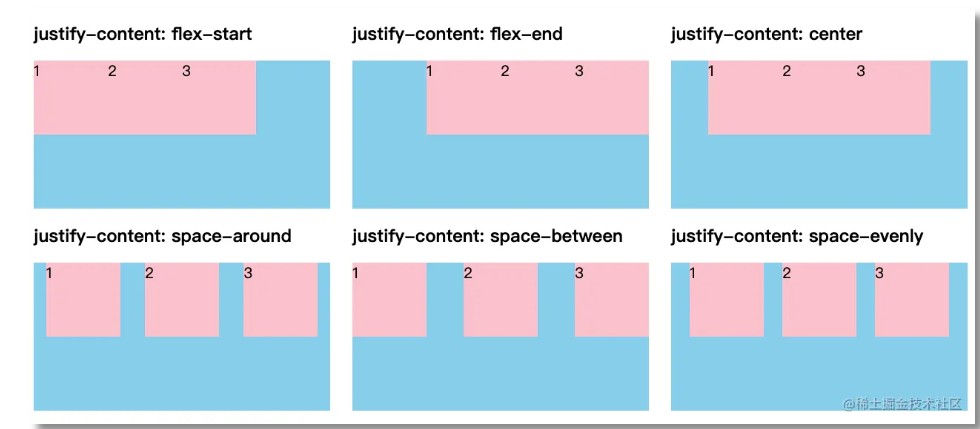 justify-content: flex-start
justify-content: flex-end
justify-content: center
1 2 3
1 2 3
1 2 3
justify-content: space-around
justify-content: space-between
justify-content: space-evenly
1 2 3
1 2 3
1 2 3
@稀土掘金技术社区